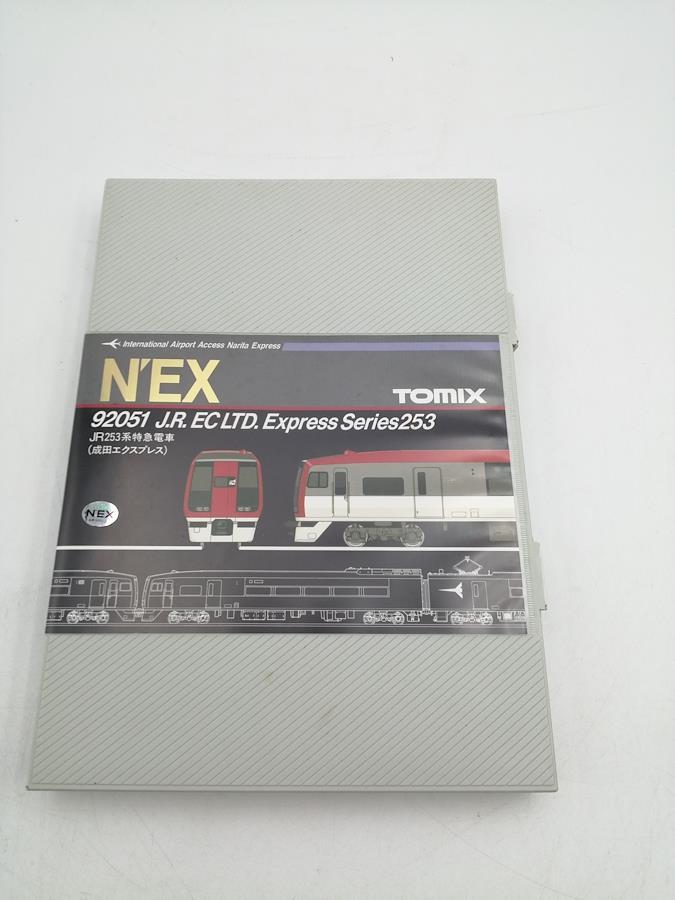 International Airport Access Narita Express
N'EX
TOMIX
92051 J.R. EC LTD. Express Series253
JR253系特急電車
(成田エクスプレス)
NEX